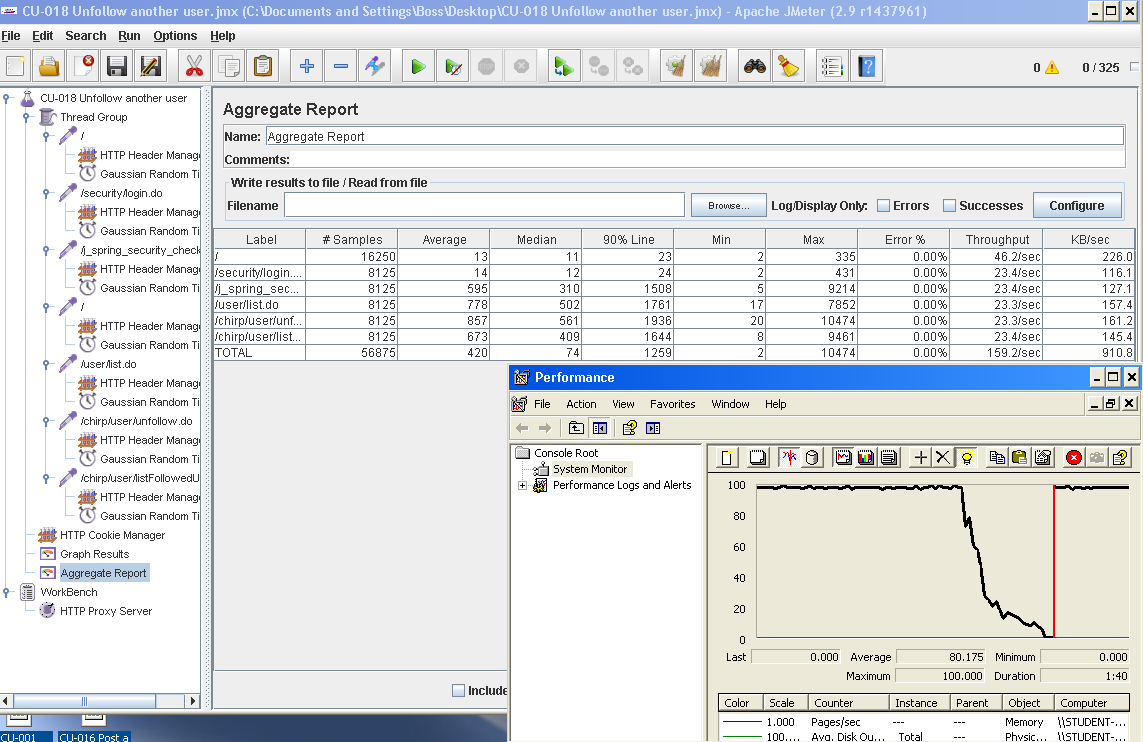 CU-018 Unfollow another user.jmx (C:\Documents and Settings\Boss\Desktop\CU-018 Unfollow another user.jmx) - Apache JMeter (2.9 r1437961)
File Edit Search Run Options Help
0 0 / 325
CU-018 Unfollow another user
Thread Group
/
HTTP Header Manag
Gaussian Random Ti
/security/login.do
HTTP Header Manag
Gaussian Random Ti
/j_spring_security_check
HTTP Header Manag
Gaussian Random Ti
/
HTTP Header Manag
Gaussian Random Ti
/user/list.do
HTTP Header Manag
Gaussian Random Ti
/chirp/user/unfollow.do
HTTP Header Manag
Gaussian Random Ti
/chirp/user/listFollowedU
HTTP Header Manag
Gaussian Random Ti
HTTP Cookie Manager
Graph Results
Aggregate Report
WorkBench
HTTP Proxy Server
Aggregate Report
Name: Aggregate Report
Comments:
Write results to file / Read from file
Filename Browse... Log/Display Only: Errors Successes Configure
Label # Samples Average Median 90% Line Min Max Error % Throughput KB/sec
/ 16250 13 11 23 2 335 0.00% 46.2/sec 226.0
/security/login.... 8125 14 12 24 2 431 0.00% 23.4/sec 116.1
/j_spring_sec... 8125 595 310 1508 5 9214 0.00% 23.4/sec 127.1
/user/list.do 8125 778 502 1761 17 7852 0.00% 23.3/sec 157.4
/chirp/user/unf... 8125 857 561 1936 20 10474 0.00% 23.3/sec 161.2
/chirp/user/list... 8125 673 409 1644 8 9461 0.00% 23.4/sec 145.4
TOTAL 56875 420 74 1259 2 10474 0.00% 159.2/sec 910.8
Include
Performance
File Action View Favorites Window Help
Console Root
System Monitor
Performance Logs and Alerts
100
80
60
40
20
0
Last 0.000 Average 80.175 Minimum 0.000
Maximum 100.000 Duration 1:40
Color Scale Counter Instance Parent Object Computer
1.000 Pages/sec --- --- Memory \\STUDENT-...
100.... Avg. Disk Qu... _Total --- Physic... \\STUDENT-...
CU-001 CU-016 Post a